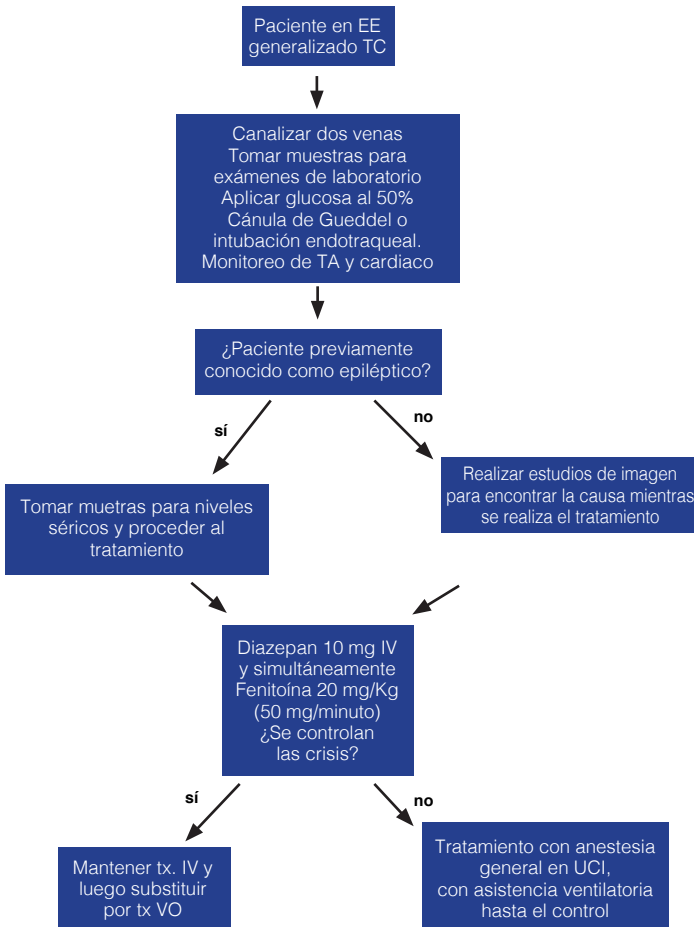 Paciente en EE
generalizado TC
Canalizar dos venas
Tomar muestras para
exámenes de laboratorio
Aplicar glucosa al 50%
Cánula de Gueddel o
intubación endotraqueal.
Monitoreo de TA y cardiaco
¿Paciente previamente
conocido como epiléptico?
sí
no
Tomar muetras para niveles
séricos y proceder al
tratamiento
Realizar estudios de imagen
para encontrar la causa mientras
se realiza el tratamiento
Diazepan 10 mg IV
y simultáneamente
Fenitoína 20 mg/Kg
(50 mg/minuto)
¿Se controlan
las crisis?
sí
no
Mantener tx. IV y
luego substituir
por tx VO
Tratamiento con anestesia
general en UCI,
con asistencia ventilatoria
hasta el control